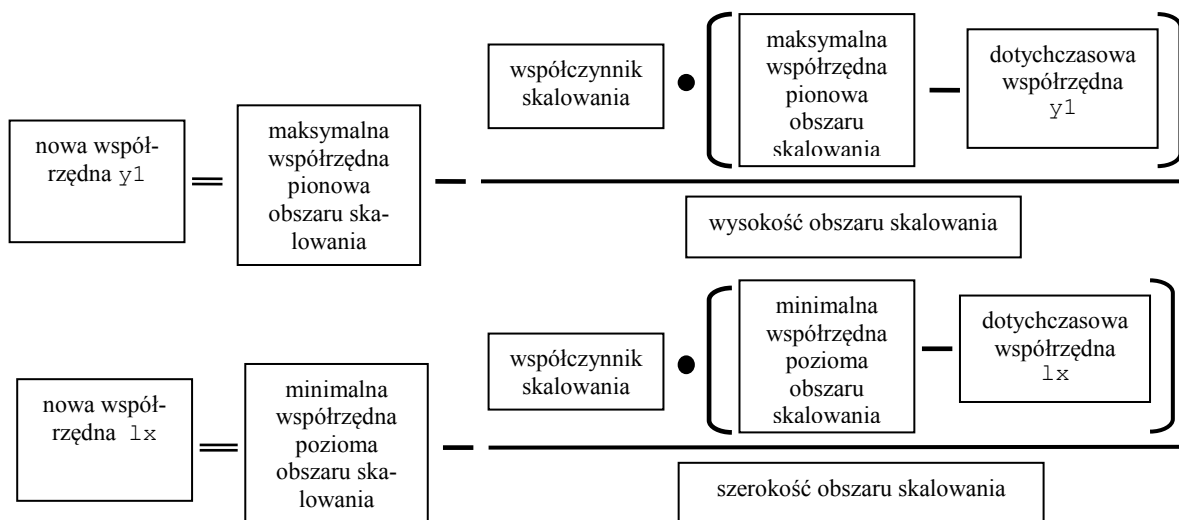 nowa współ-
rzędna y1
=
maksymalna
współrzędna
pionowa
obszaru ska-
lowania
—
współczynnik
skalowania
•
(
maksymalna
współrzędna
pionowa
obszaru
skalowania
—
dotychczasowa
współrzędna
y1
)
wysokość obszaru skalowania
nowa współ-
rzędna lx
=
minimalna
współrzędna
pozioma
obszaru ska-
lowania
—
współczynnik
skalowania
•
(
minimalna
współrzędna
pozioma
obszaru
skalowania
—
dotychczasowa
współrzędna
lx
)
szerokość obszaru skalowania